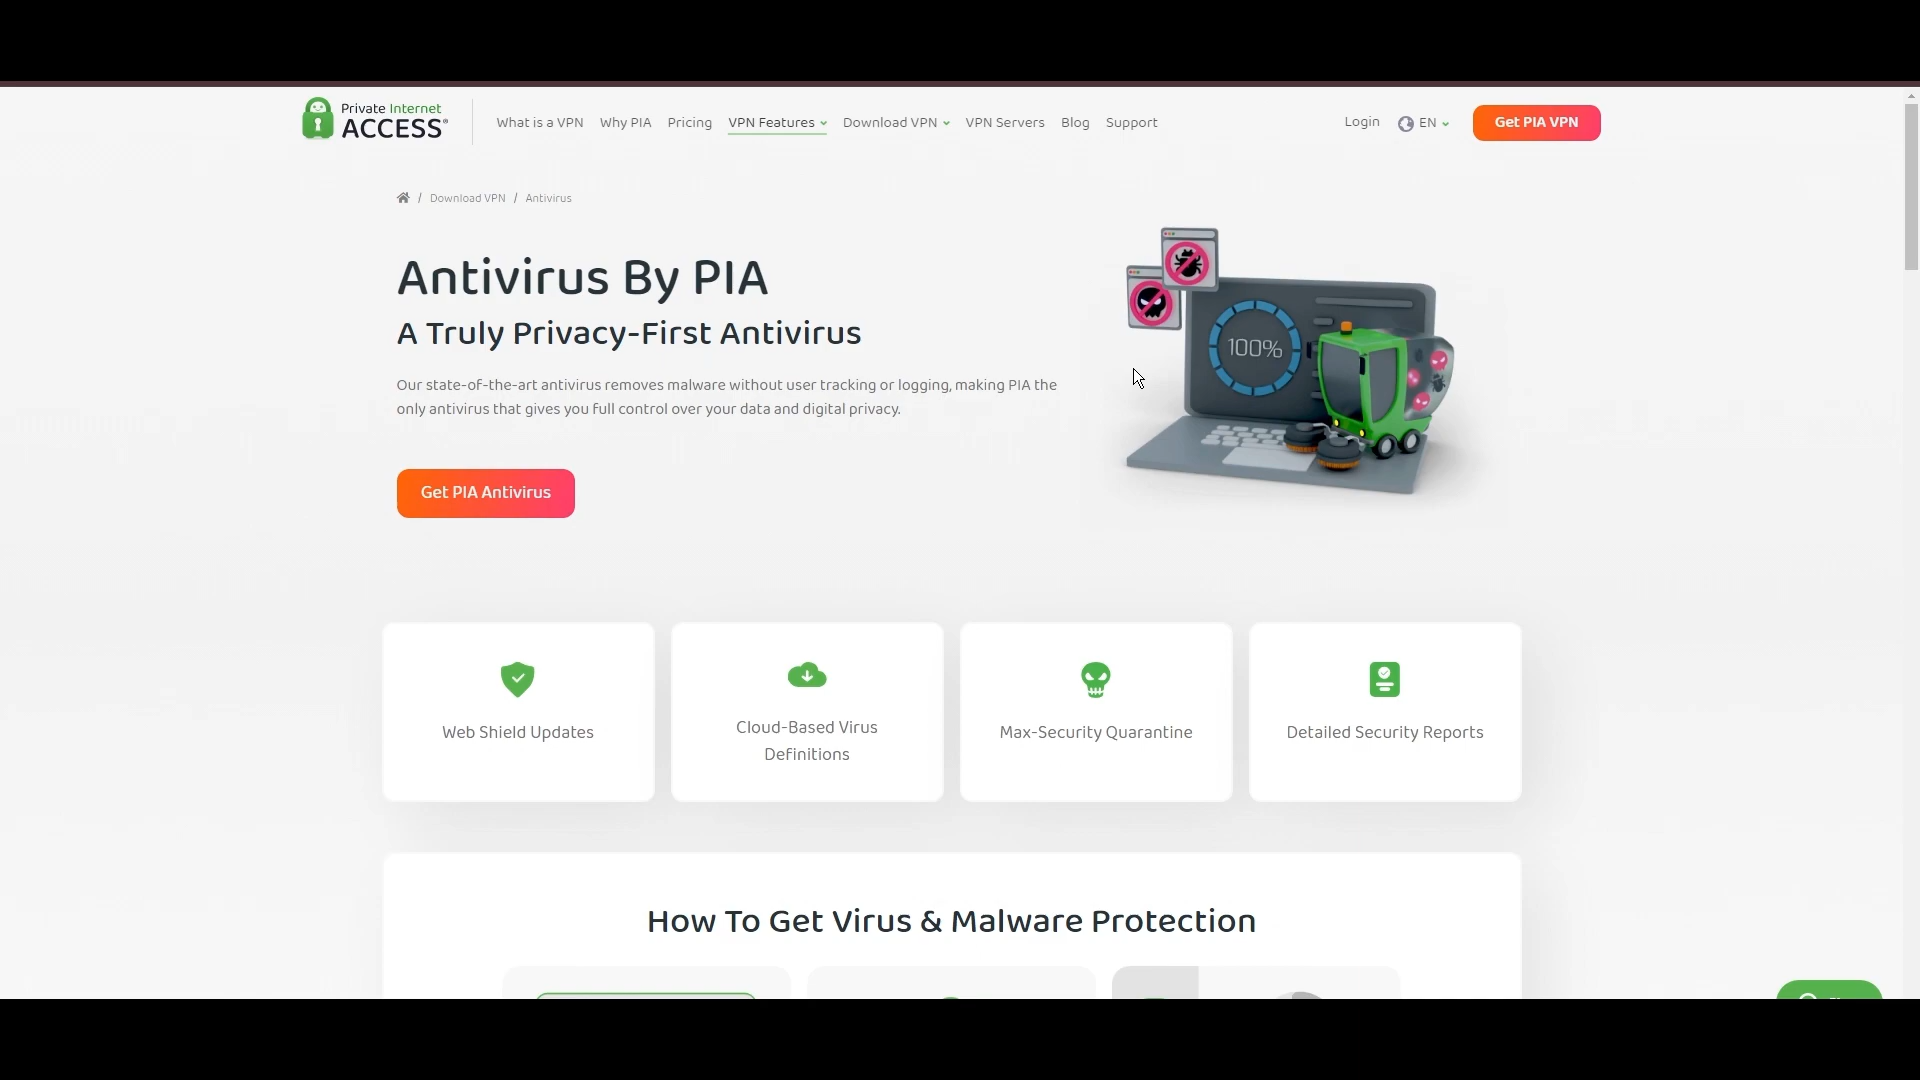 Private Internet
ACCESS®
What is a VPN
Why PIA
Pricing
VPN Features
Download VPN
VPN Servers
Blog
Support
Login
EN
Get PIA VPN
/ Download VPN / Antivirus
Antivirus By PIA
A Truly Privacy-First Antivirus
Our state-of-the-art antivirus removes malware without user tracking or logging, making PIA the
only antivirus that gives you full control over your data and digital privacy.
Get PIA Antivirus
100%
Web Shield Updates
Cloud-Based Virus
Definitions
Max-Security Quarantine
Detailed Security Reports
How To Get Virus & Malware Protection